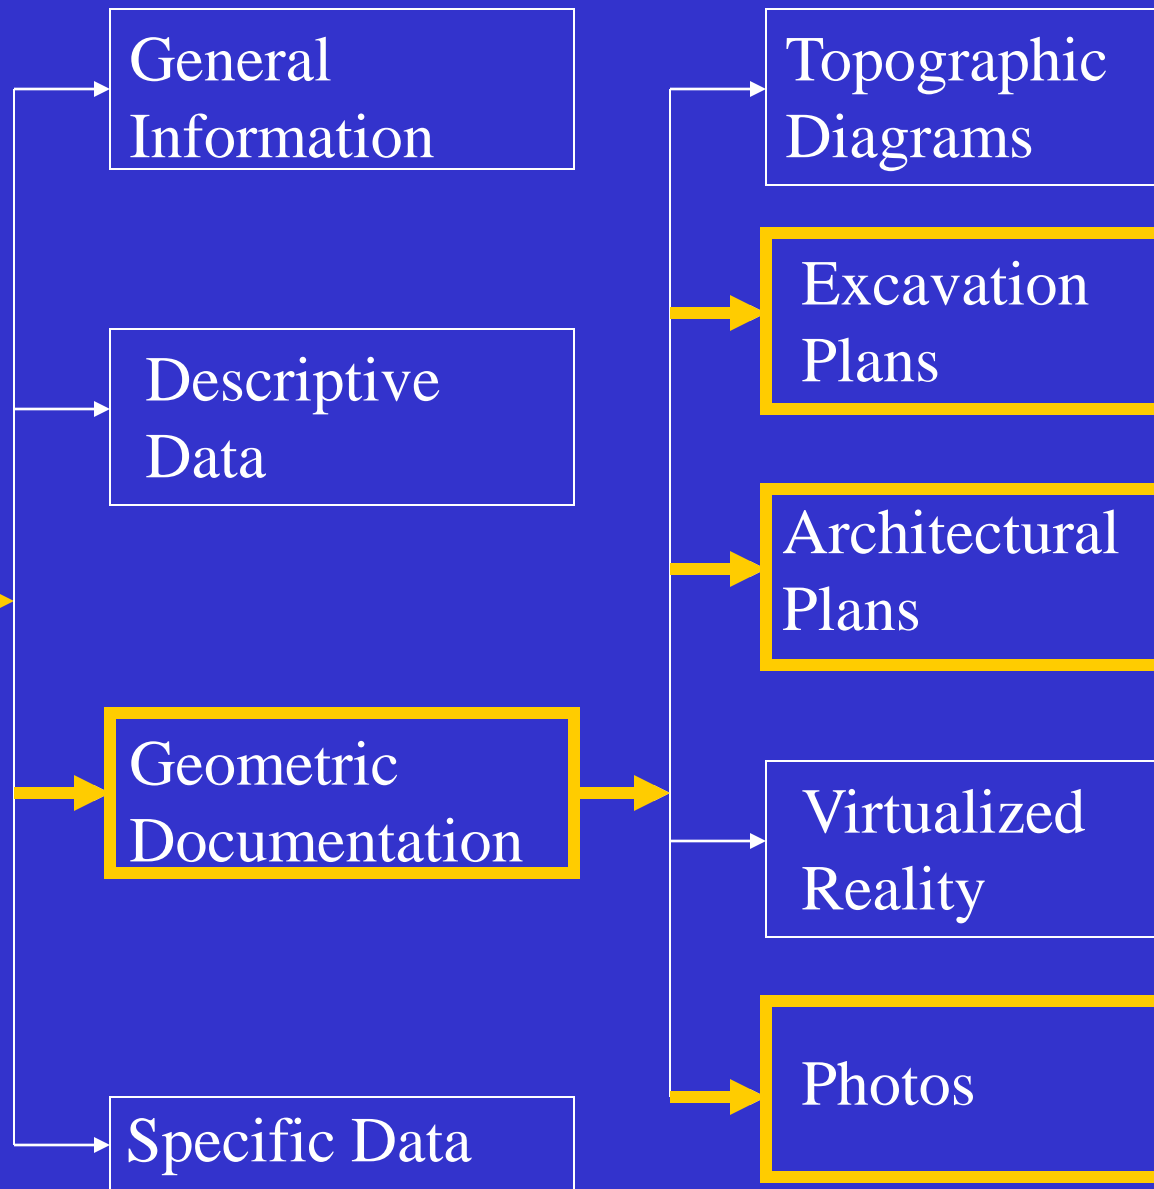 General
Information
Descriptive
Data
Geometric
Documentation
Specific Data
Topographic
Diagrams
Excavation
Plans
Architectural
Plans
Virtualized
Reality
Photos